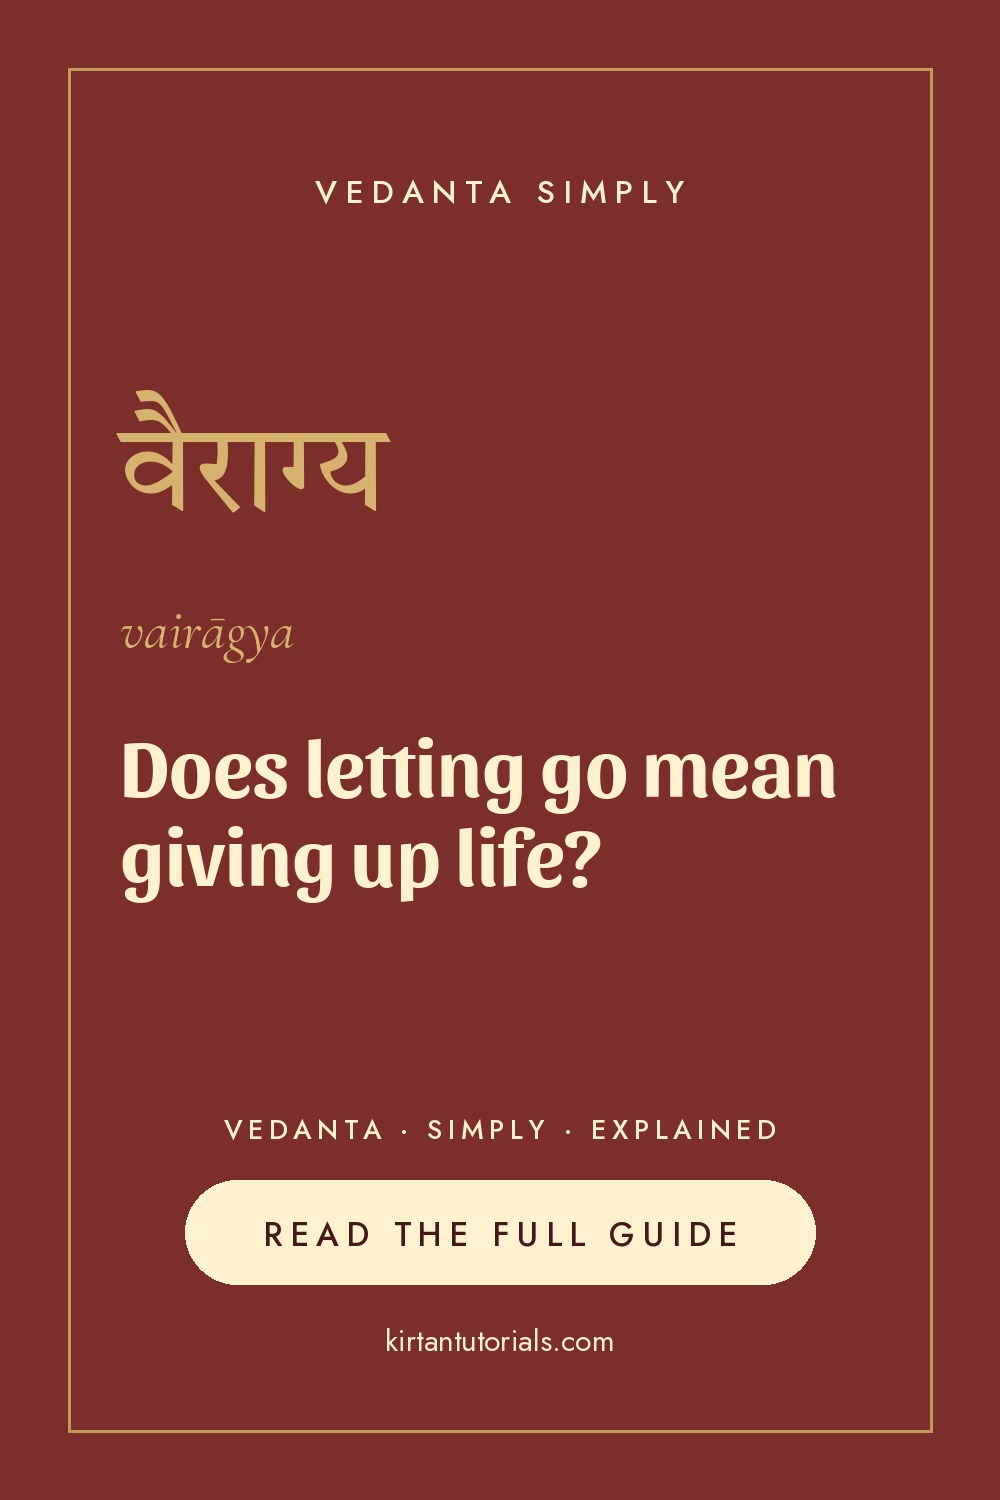 VEDANTA SIMPLY
वैराग्य
vairāgya
Does letting go mean
giving up life?
VEDANTA · SIMPLY · EXPLAINED
READ THE FULL GUIDE
kirtantutorials.com